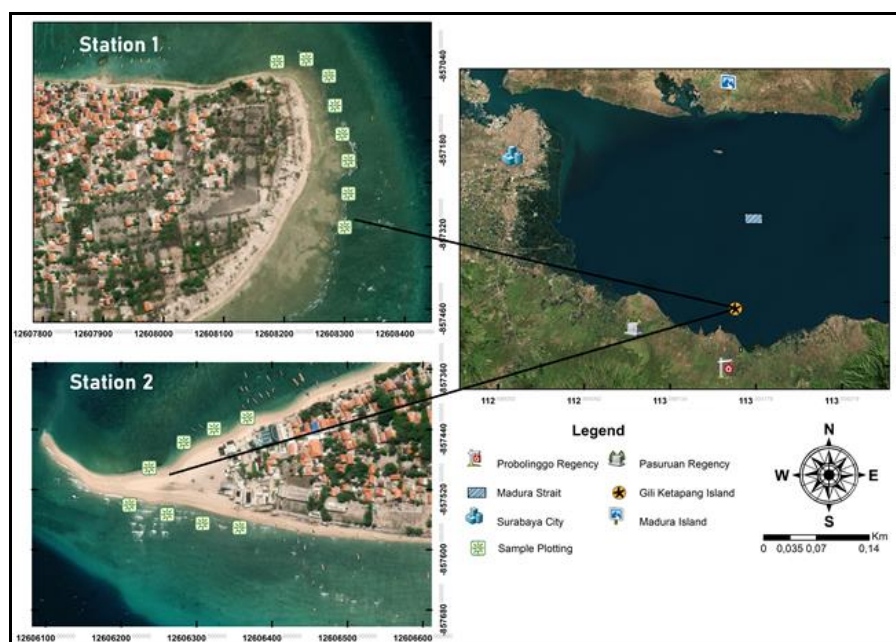 Station 1
-857040
-857180
-857320
-857460
12607800 12607900 12608000 12608100 12608200 12608300 12608400
Station 2
-857360
-857440
-857520
-857600
-857680
12606100 12606200 12606300 12606400 12606500 12606600
112 112 113 113 113
Legend
Probolinggo Regency
Pasuruan Regency
Madura Strait
Gili Ketapang Island
Surabaya City
Madura Island
Sample Plotting
N
W E
S
Km
0 0,035 0,07 0,14